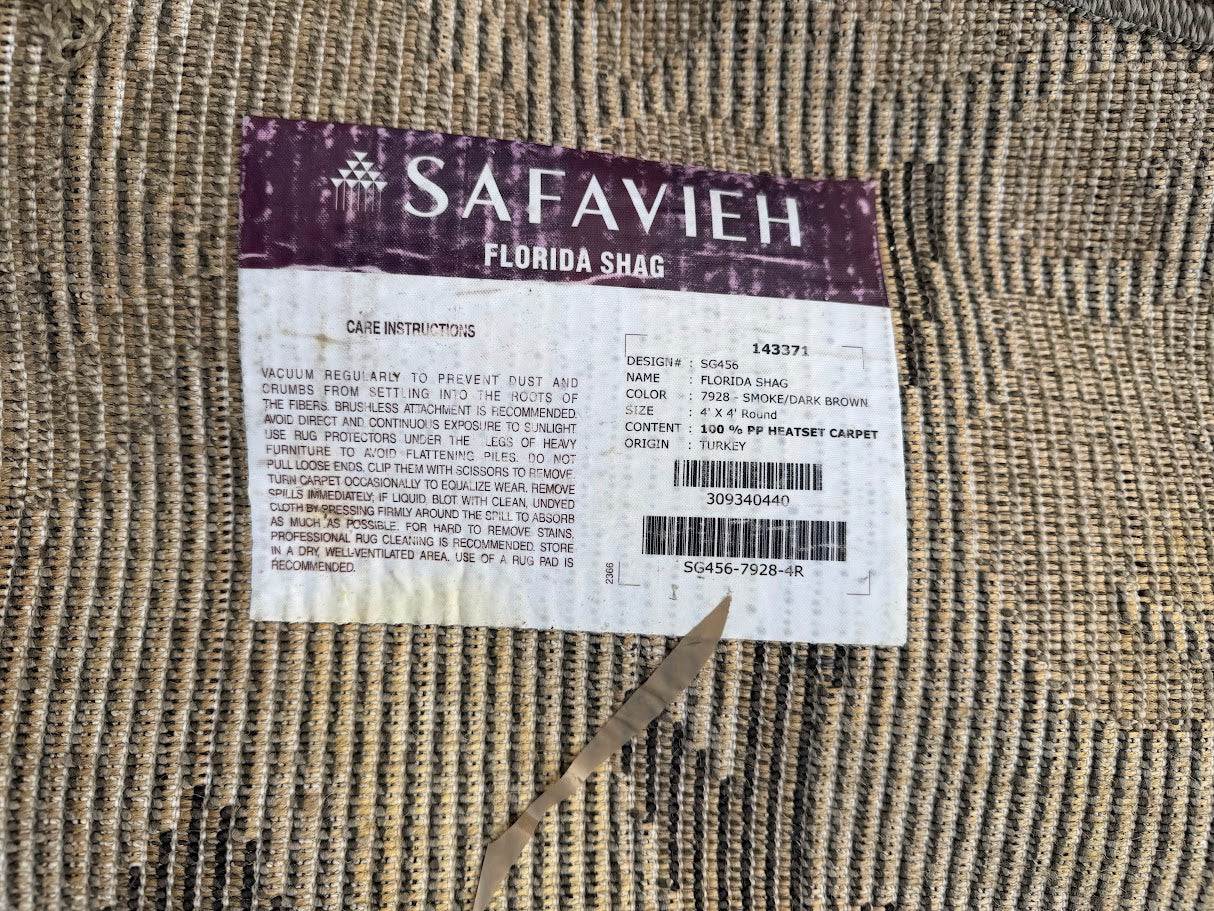 SAFAVIEH
FLORIDA SHAG
CARE INSTRUCTIONS
VACUUM REGULARLY TO PREVENT DUST AND
CRUMBS FROM SETTLING INTO THE ROOTS OF
THE FIBERS. BRUSHLESS ATTACHMENT IS RECOMMENDED.
AVOID DIRECT AND CONTINUOUS EXPOSURE TO SUNLIGHT
USE RUG PROTECTORS UNDER THE LEGS OF HEAVY
FURNITURE TO AVOID FLATTENING PILES. DO NOT
PULL LOOSE ENDS, CLIP THEM WITH SCISSORS TO REMOVE.
TURN CARPET OCCASIONALLY TO EQUALIZE WEAR. REMOVE
SPILLS IMMEDIATELY; IF LIQUID, BLOT WITH CLEAN, UNDYED
CLOTH BY PRESSING FIRMLY AROUND THE SPILL TO ABSORB
AS MUCH AS POSSIBLE. FOR HARD TO REMOVE STAINS,
PROFESSIONAL RUG CLEANING IS RECOMMENDED. STORE
IN A DRY, WELL-VENTILATED AREA. USE OF A RUG PAD IS
RECOMMENDED.
143371
DESIGN# : SG456
NAME : FLORIDA SHAG
COLOR : 7928 - SMOKE/DARK BROWN
SIZE : 4' X 4' Round
CONTENT : 100 % PP HEATSET CARPET
ORIGIN : TURKEY
309340440
SG456-7928-4R
2366